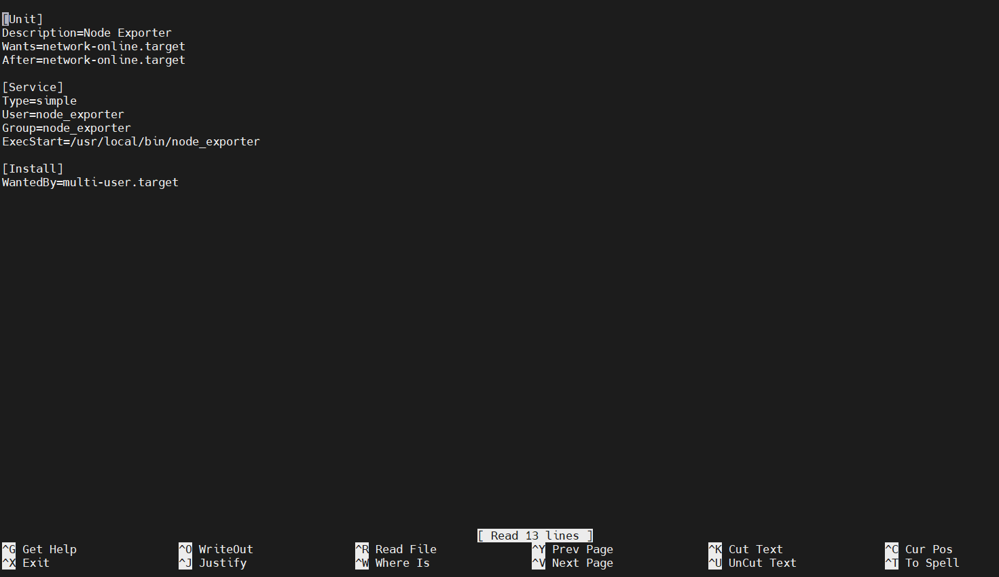 [Unit]
Description=Node Exporter
Wants=network-online.target
After=network-online.target
[Service]
Type=simple
User=node_exporter
Group=node_exporter
ExecStart=/usr/local/bin/node_exporter
[Install]
WantedBy=multi-user.target
[ Read 13 lines ]
^G Get Help ^O WriteOut ^R Read File ^Y Prev Page ^K Cut Text ^C Cur Pos
^X Exit ^J Justify ^W Where Is ^V Next Page ^U UnCut Text ^T To Spell